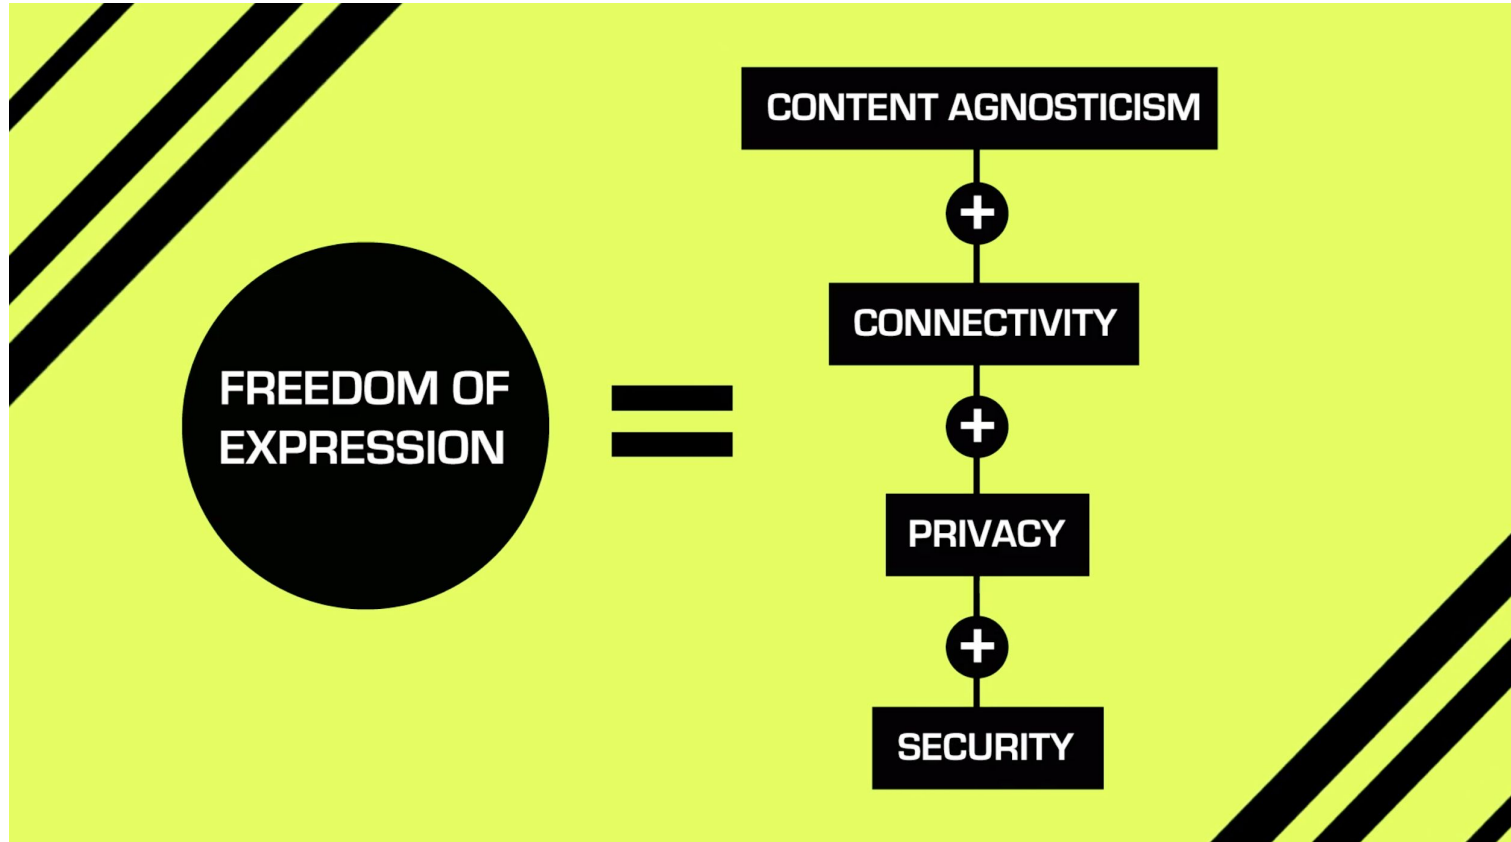 FREEDOM OF
EXPRESSION
=
CONTENT AGNOSTICISM
+
CONNECTIVITY
+
PRIVACY
+
SECURITY